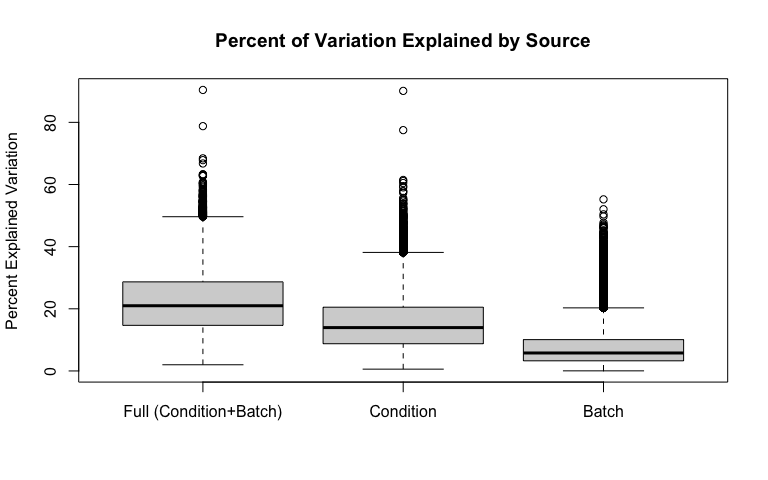 Percent of Variation Explained by Source
Percent Explained Variation
80
60
40
20
0
Full (Condition+Batch)
Condition
Batch